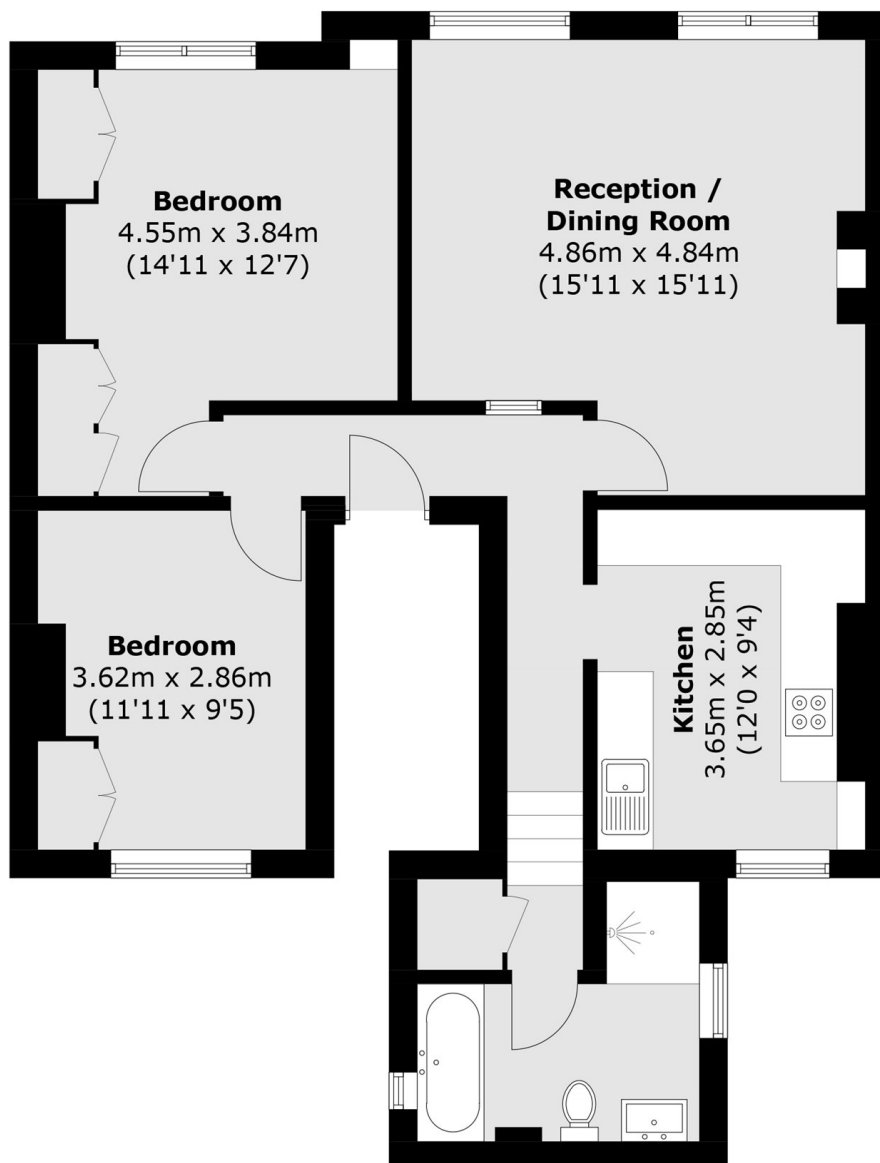 Bedroom
4.55m x 3.84m
(14'11 x 12'7)
Reception /
Dining Room
4.86m x 4.84m
(15'11 x 15'11)
Bedroom
3.62m x 2.86m
(11'11 x 9'5)
Kitchen
3.65m x 2.85m
(12'0 x 9'4)